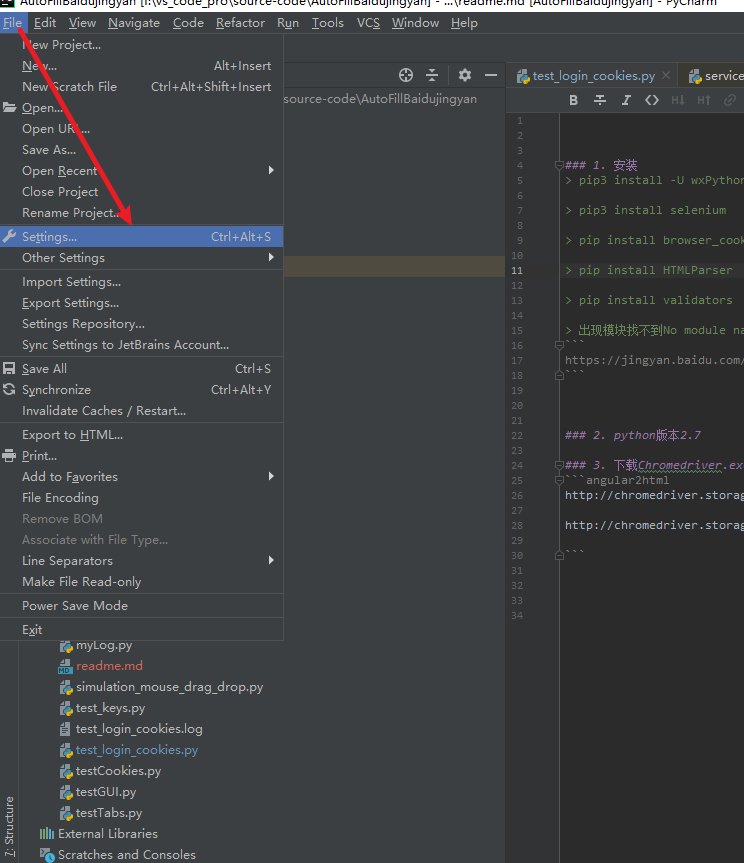 AutoFillBaidujingyan [I:\vs_code_pro\source-code\AutoFillBaidujingyan] - ...\readme.md [AutoFillBaidujingyan] - PyCharm
File Edit View Navigate Code Refactor Run Tools VCS Window Help
New Project...
New... Alt+Insert
New Scratch File Ctrl+Alt+Shift+Insert
Open...
Open URL...
Save As...
Open Recent
Close Project
Rename Project...
Settings... Ctrl+Alt+S
Other Settings
Import Settings...
Export Settings...
Settings Repository...
Sync Settings to JetBrains Account...
Save All Ctrl+S
Synchronize Ctrl+Alt+Y
Invalidate Caches / Restart...
Export to HTML...
Print...
Add to Favorites
File Encoding
Remove BOM
Associate with File Type...
Line Separators
Make File Read-only
Power Save Mode
Exit
source-code\AutoFillBaidujingyan
myLog.py
MD readme.md
simulation_mouse_drag_drop.py
test_keys.py
test_login_cookies.log
test_login_cookies.py
testCookies.py
testGUI.py
testTabs.py
External Libraries
Scratches and Consoles
7: Structure
test_login_cookies.py × service
B I <> H↓ H↑
1
2
3
4 ### 1. 安装
5 > pip3 install -U wxPython
6
7 > pip3 install selenium
8
9 > pip install browser_cook
10
11 > pip install HTMLParser
12
13 > pip install validators
14
15 > 出现模块找不到No module na
16 ```
17 https://jingyan.baidu.com/
18 ```
19
20
21
22 ### 2. python版本2.7
23
24 ### 3. 下载Chromedriver.ex
25 ```angular2html
26 http://chromedriver.storag
27
28 http://chromedriver.storag
29
30 ```
31
32
33
34